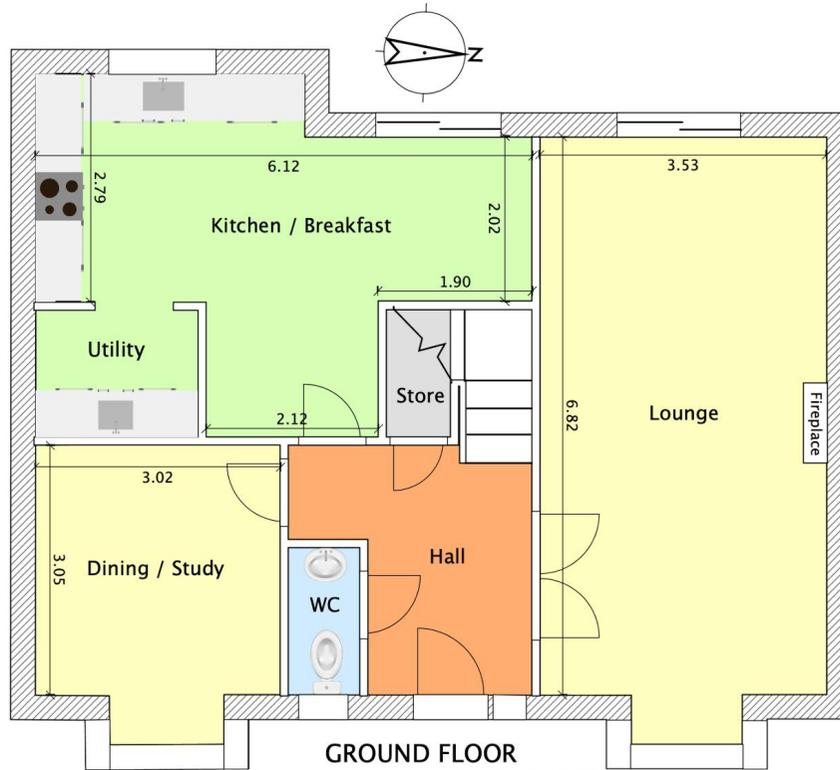 N
6.12
3.53
2.79
2.02
Kitchen / Breakfast
1.90
Utility
Store
2.12
6.82
Lounge
Fireplace
3.02
3.05
Dining / Study
Hall
WC
GROUND FLOOR